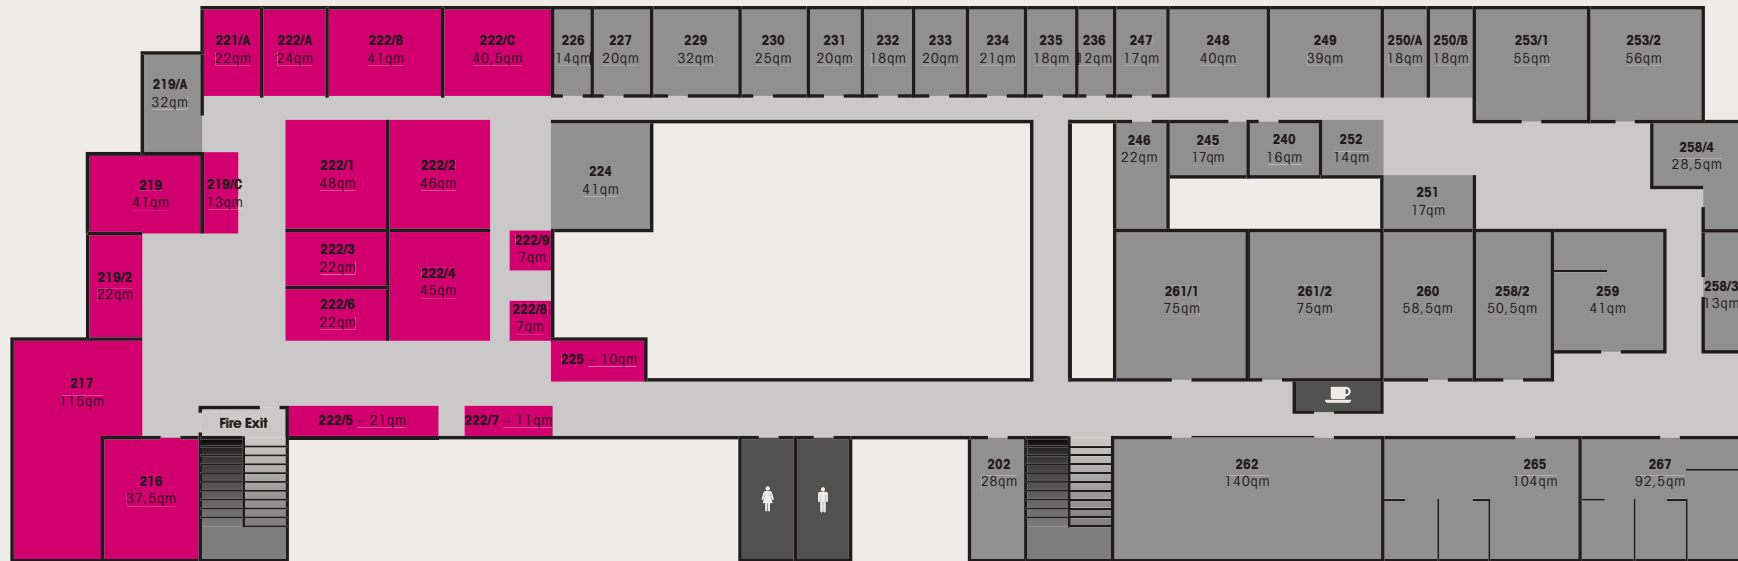 221/A
22qm
222/A
24qm
222/B
41qm
222/C
40,5qm
226
14qm
227
20qm
229
32qm
230
25qm
231
20qm
232
18qm
233
20qm
234
21qm
235
18qm
236
12qm
247
17qm
248
40qm
249
39qm
250/A
18qm
250/B
18qm
253/1
55qm
253/2
56qm
219/A
32qm
222/1
48qm
222/2
46qm
224
41qm
246
22qm
245
17qm
240
16qm
252
14qm
258/4
28,5qm
219
41qm
219/C
13qm
251
17qm
222/3
22qm
222/9
7qm
219/2
22qm
222/4
45qm
222/6
22qm
222/8
7qm
261/1
75qm
261/2
75qm
260
58,5qm
258/2
50,5qm
259
41qm
258/3
13qm
225 – 10qm
217
115qm
Fire Exit
222/5 – 21qm
222/7 – 11qm
216
37,5qm
202
28qm
262
140qm
265
104qm
267
92,5qm